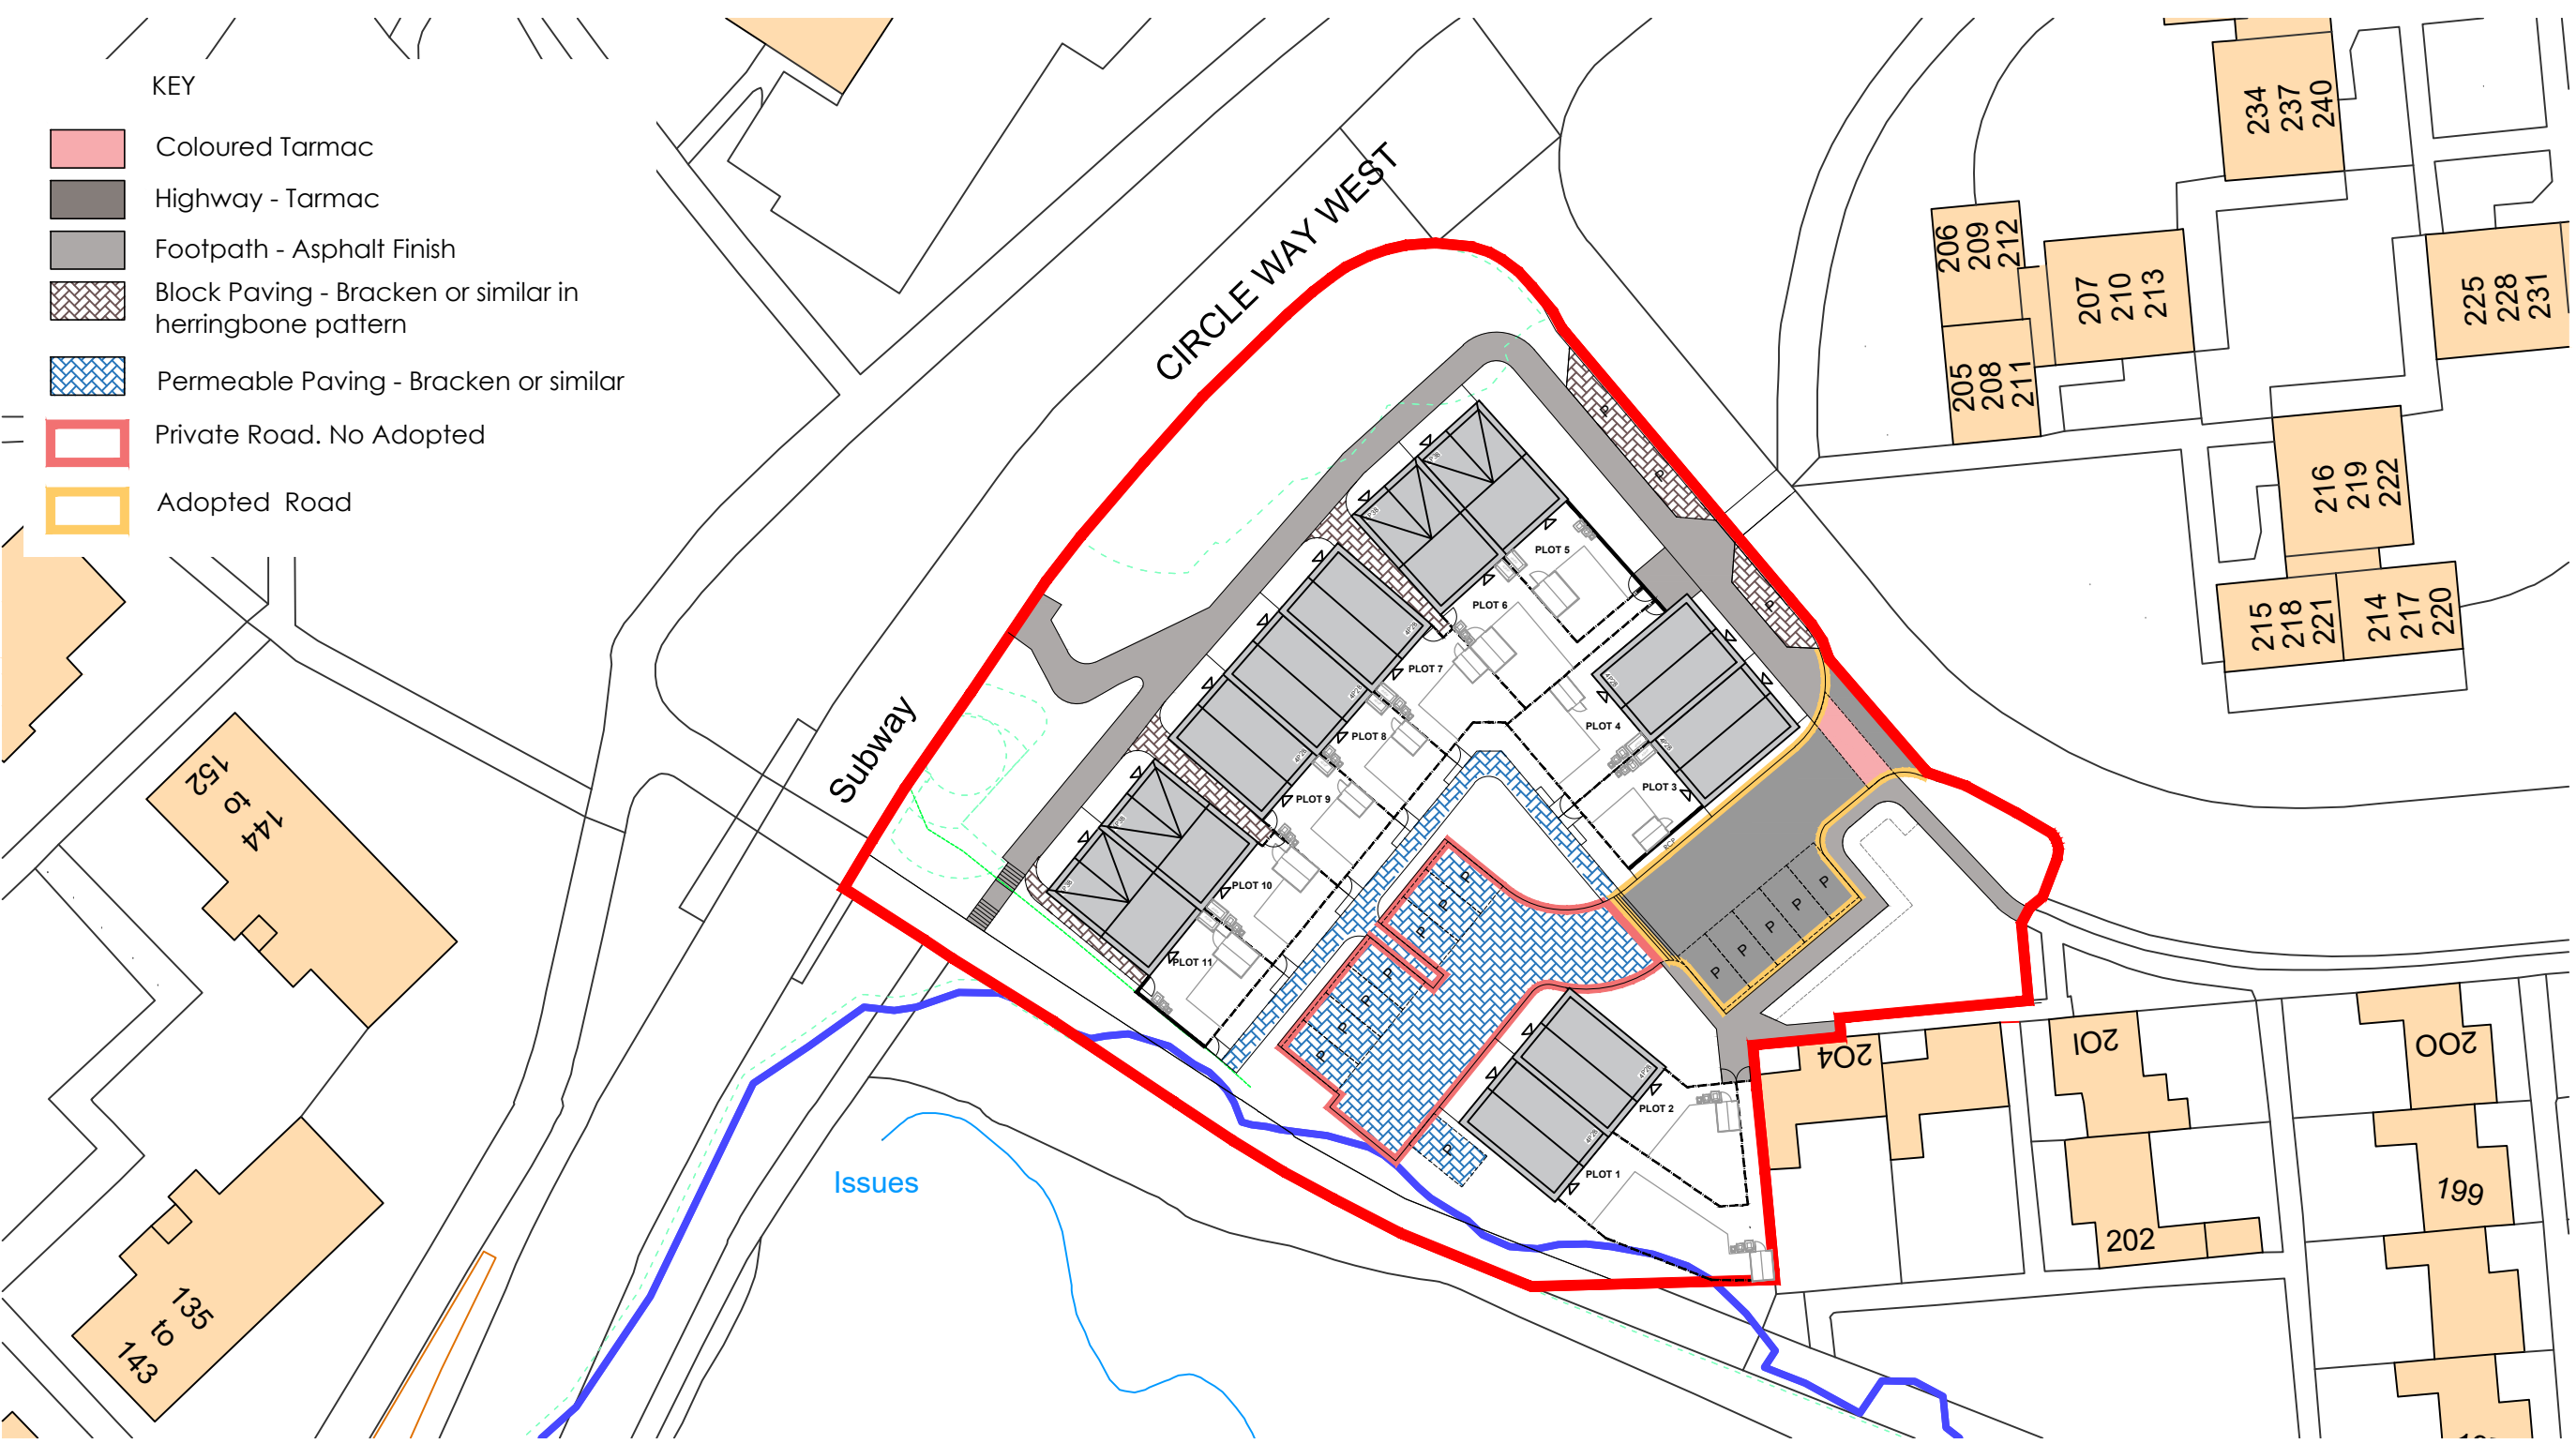 KEY
Coloured Tarmac
Highway - Tarmac
Footpath - Asphalt Finish
Block Paving - Bracken or similar in
herringbone pattern
Permeable Paving - Bracken or similar
Private Road. No Adopted
Adopted Road
CIRCLE WAY WEST
Subway
Issues
234
237
240
206
209
212
207
210
213
205
208
211
225
228
231
216
219
222
215
218
221
214
217
220
144
to
152
135
to
143
PLOT 5
PLOT 6
PLOT 7
PLOT 8
PLOT 9
PLOT 10
PLOT 11
PLOT 4
PLOT 3
PLOT 2
PLOT 1
P
P
P
P
P
P
P
P
P
P
P
P
P
P
204
201
200
202
199